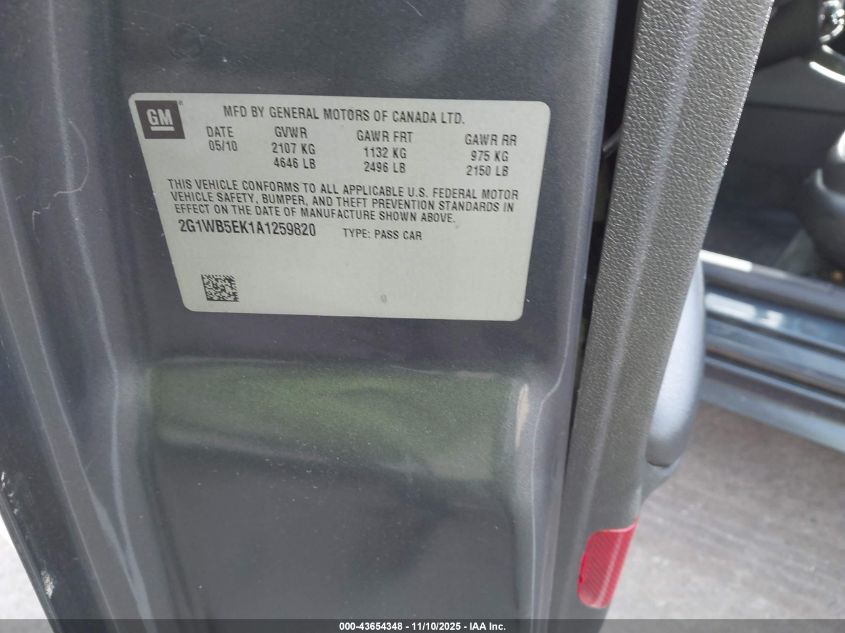 GM
MFD BY GENERAL MOTORS OF CANADA LTD.
DATE GVWR GAWR FRT GAWR RR
05/10 2107 KG 1132 KG 975 KG
4646 LB 2496 LB 2150 LB
THIS VEHICLE CONFORMS TO ALL APPLICABLE U.S. FEDERAL MOTOR
VEHICLE SAFETY, BUMPER, AND THEFT PREVENTION STANDARDS IN
EFFECT ON THE DATE OF MANUFACTURE SHOWN ABOVE.
2G1WB5EK1A1259820 TYPE: PASS CAR
0
000-43654348 - 11/10/2025 - IAA Inc.